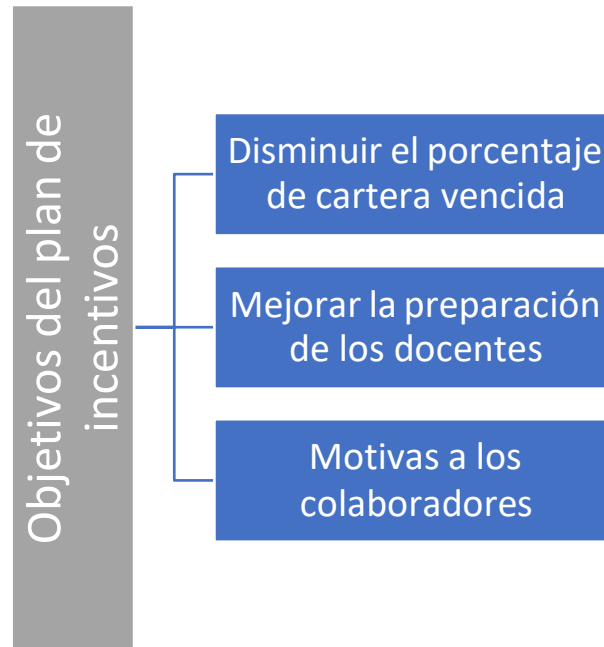 Objetivos del plan de
incentivos
Disminuir el porcentaje
de cartera vencida
Mejorar la preparación
de los docentes
Motivas a los
colaboradores